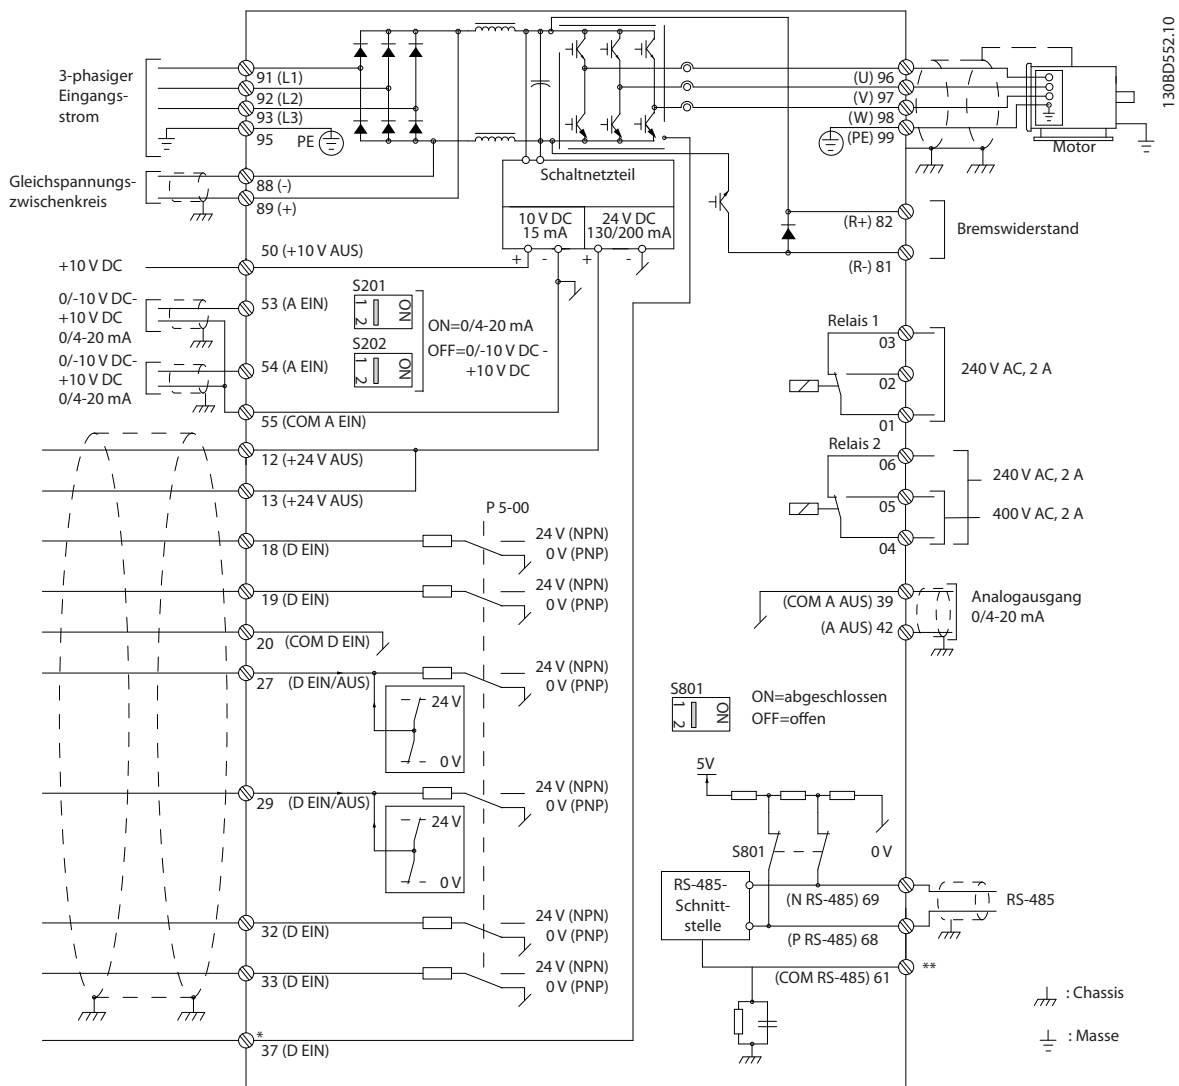 130BD552.10
3-phasiger
Eingangs-
strom
91 (L1)
92 (L2)
93 (L3)
95
PE
(U) 96
(V) 97
(W) 98
(PE) 99
Motor
Gleichspannungs-
zwischenkreis
88 (-)
89 (+)
Schaltnetzteil
10 V DC
15 mA
24 V DC
130/200 mA
+ - + -
(R+) 82
(R-) 81
Bremswiderstand
+10 V DC
50 (+10 V AUS)
0/-10 V DC-
+10 V DC
0/4-20 mA
53 (A EIN)
0/-10 V DC-
+10 V DC
0/4-20 mA
54 (A EIN)
55 (COM A EIN)
S201
1 2
ON
S202
1 2
ON
ON=0/4-20 mA
OFF=0/-10 V DC -
+10 V DC
Relais 1
03
02
01
240 V AC, 2 A
Relais 2
06
05
04
240 V AC, 2 A
400 V AC, 2 A
12 (+24 V AUS)
13 (+24 V AUS)
P 5-00
18 (D EIN)
24 V (NPN)
0 V (PNP)
19 (D EIN)
24 V (NPN)
0 V (PNP)
20 (COM D EIN)
27 (D EIN/AUS)
24 V (NPN)
0 V (PNP)
24 V
0 V
29 (D EIN/AUS)
24 V (NPN)
0 V (PNP)
24 V
0 V
32 (D EIN)
24 V (NPN)
0 V (PNP)
33 (D EIN)
24 V (NPN)
0 V (PNP)
*
37 (D EIN)
(COM A AUS) 39
(A AUS) 42
Analogausgang
0/4-20 mA
S801
1 2
ON
ON=abgeschlossen
OFF=offen
5V
S801
0 V
RS-485-
Schnitt-
stelle
(N RS-485) 69
(P RS-485) 68
(COM RS-485) 61
RS-485
**
: Chassis
: Masse